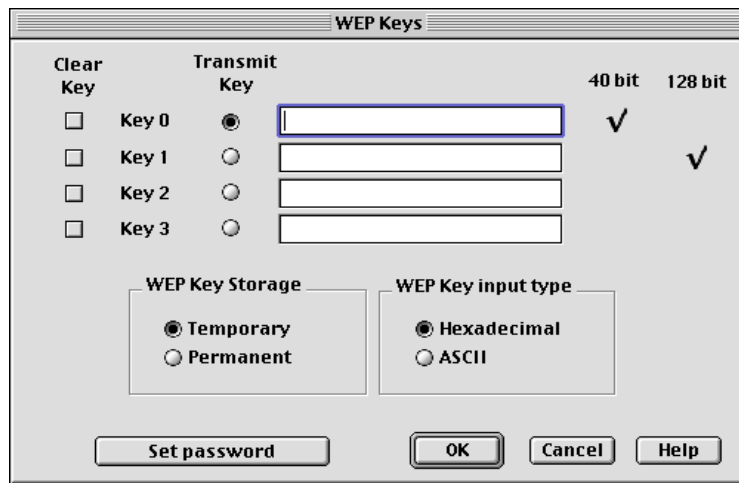 WEP Keys
Clear Key
Transmit Key
40 bit
128 bit
Key 0
√
Key 1
√
Key 2
Key 3
WEP Key Storage
Temporary
Permanent
WEP Key input type
Hexadecimal
ASCII
Set password
OK
Cancel
Help